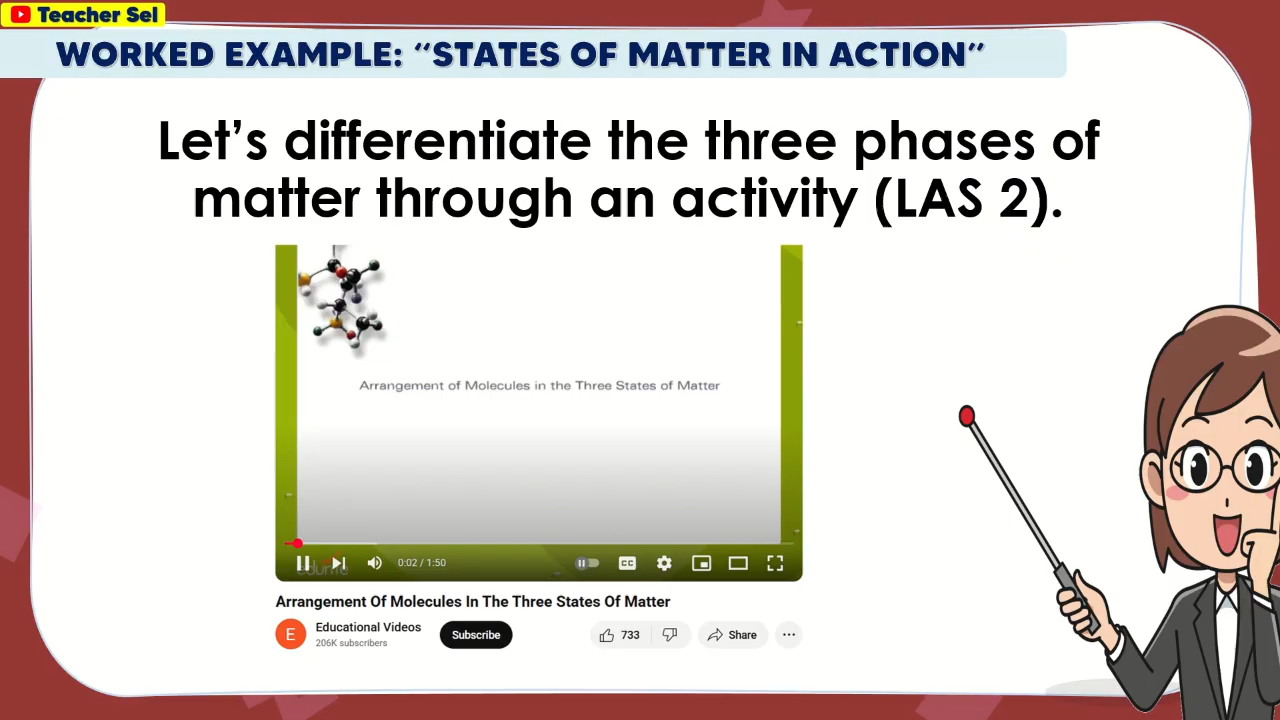 Teacher Sel
WORKED EXAMPLE: “STATES OF MATTER IN ACTION”
Let’s differentiate the three phases of
matter through an activity (LAS 2).
Arrangement of Molecules in the Three States of Matter
0:02 / 1:50
CC
Arrangement Of Molecules In The Three States Of Matter
E
Educational Videos
206K subscribers
Subscribe
733
Share